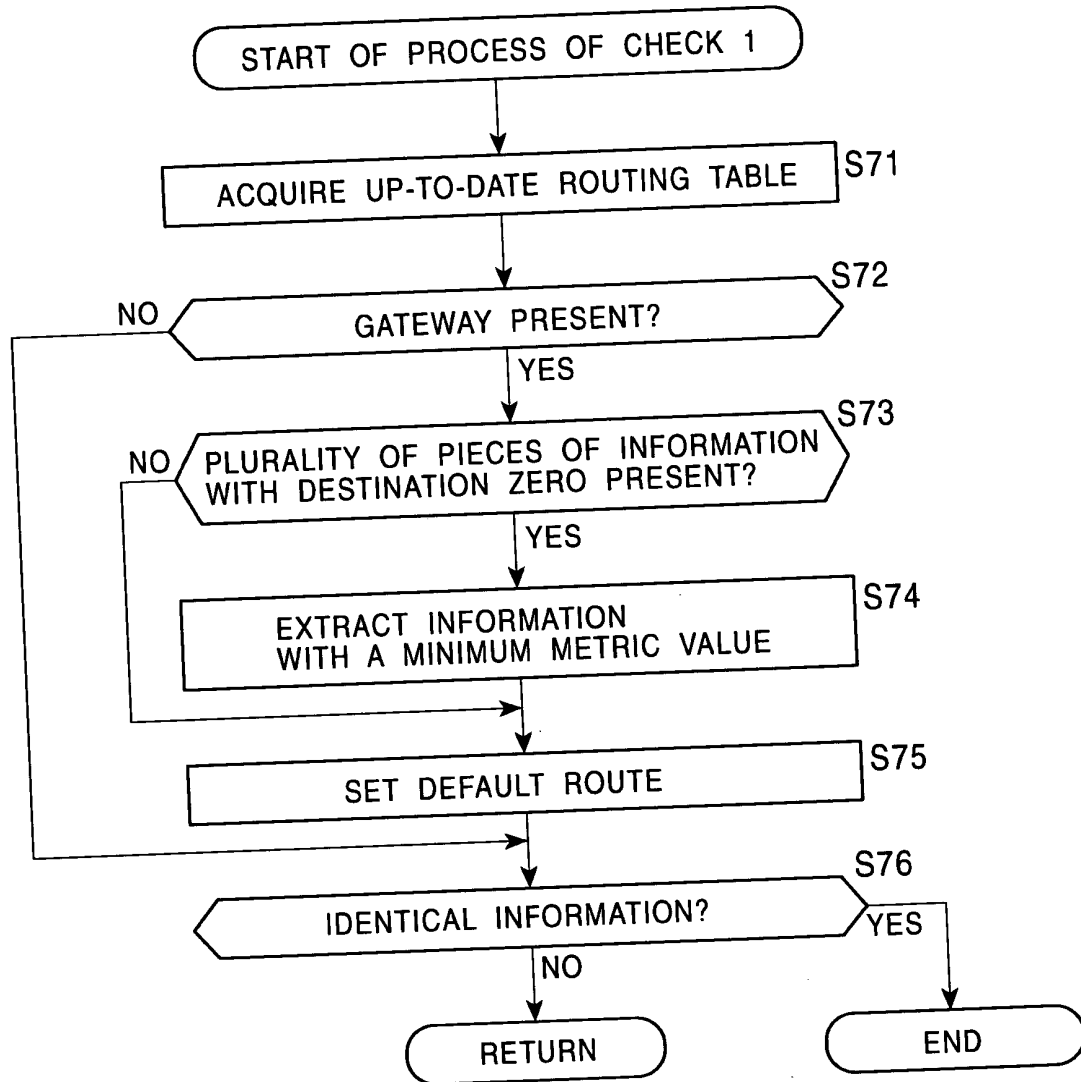 START OF PROCESS OF CHECK 1
ACQUIRE UP-TO-DATE ROUTING TABLE
S71
S72
NO
GATEWAY PRESENT?
YES
S73
NO
PLURALITY OF PIECES OF INFORMATION
WITH DESTINATION ZERO PRESENT?
YES
S74
EXTRACT INFORMATION
WITH A MINIMUM METRIC VALUE
S75
SET DEFAULT ROUTE
S76
IDENTICAL INFORMATION?
YES
NO
RETURN
END